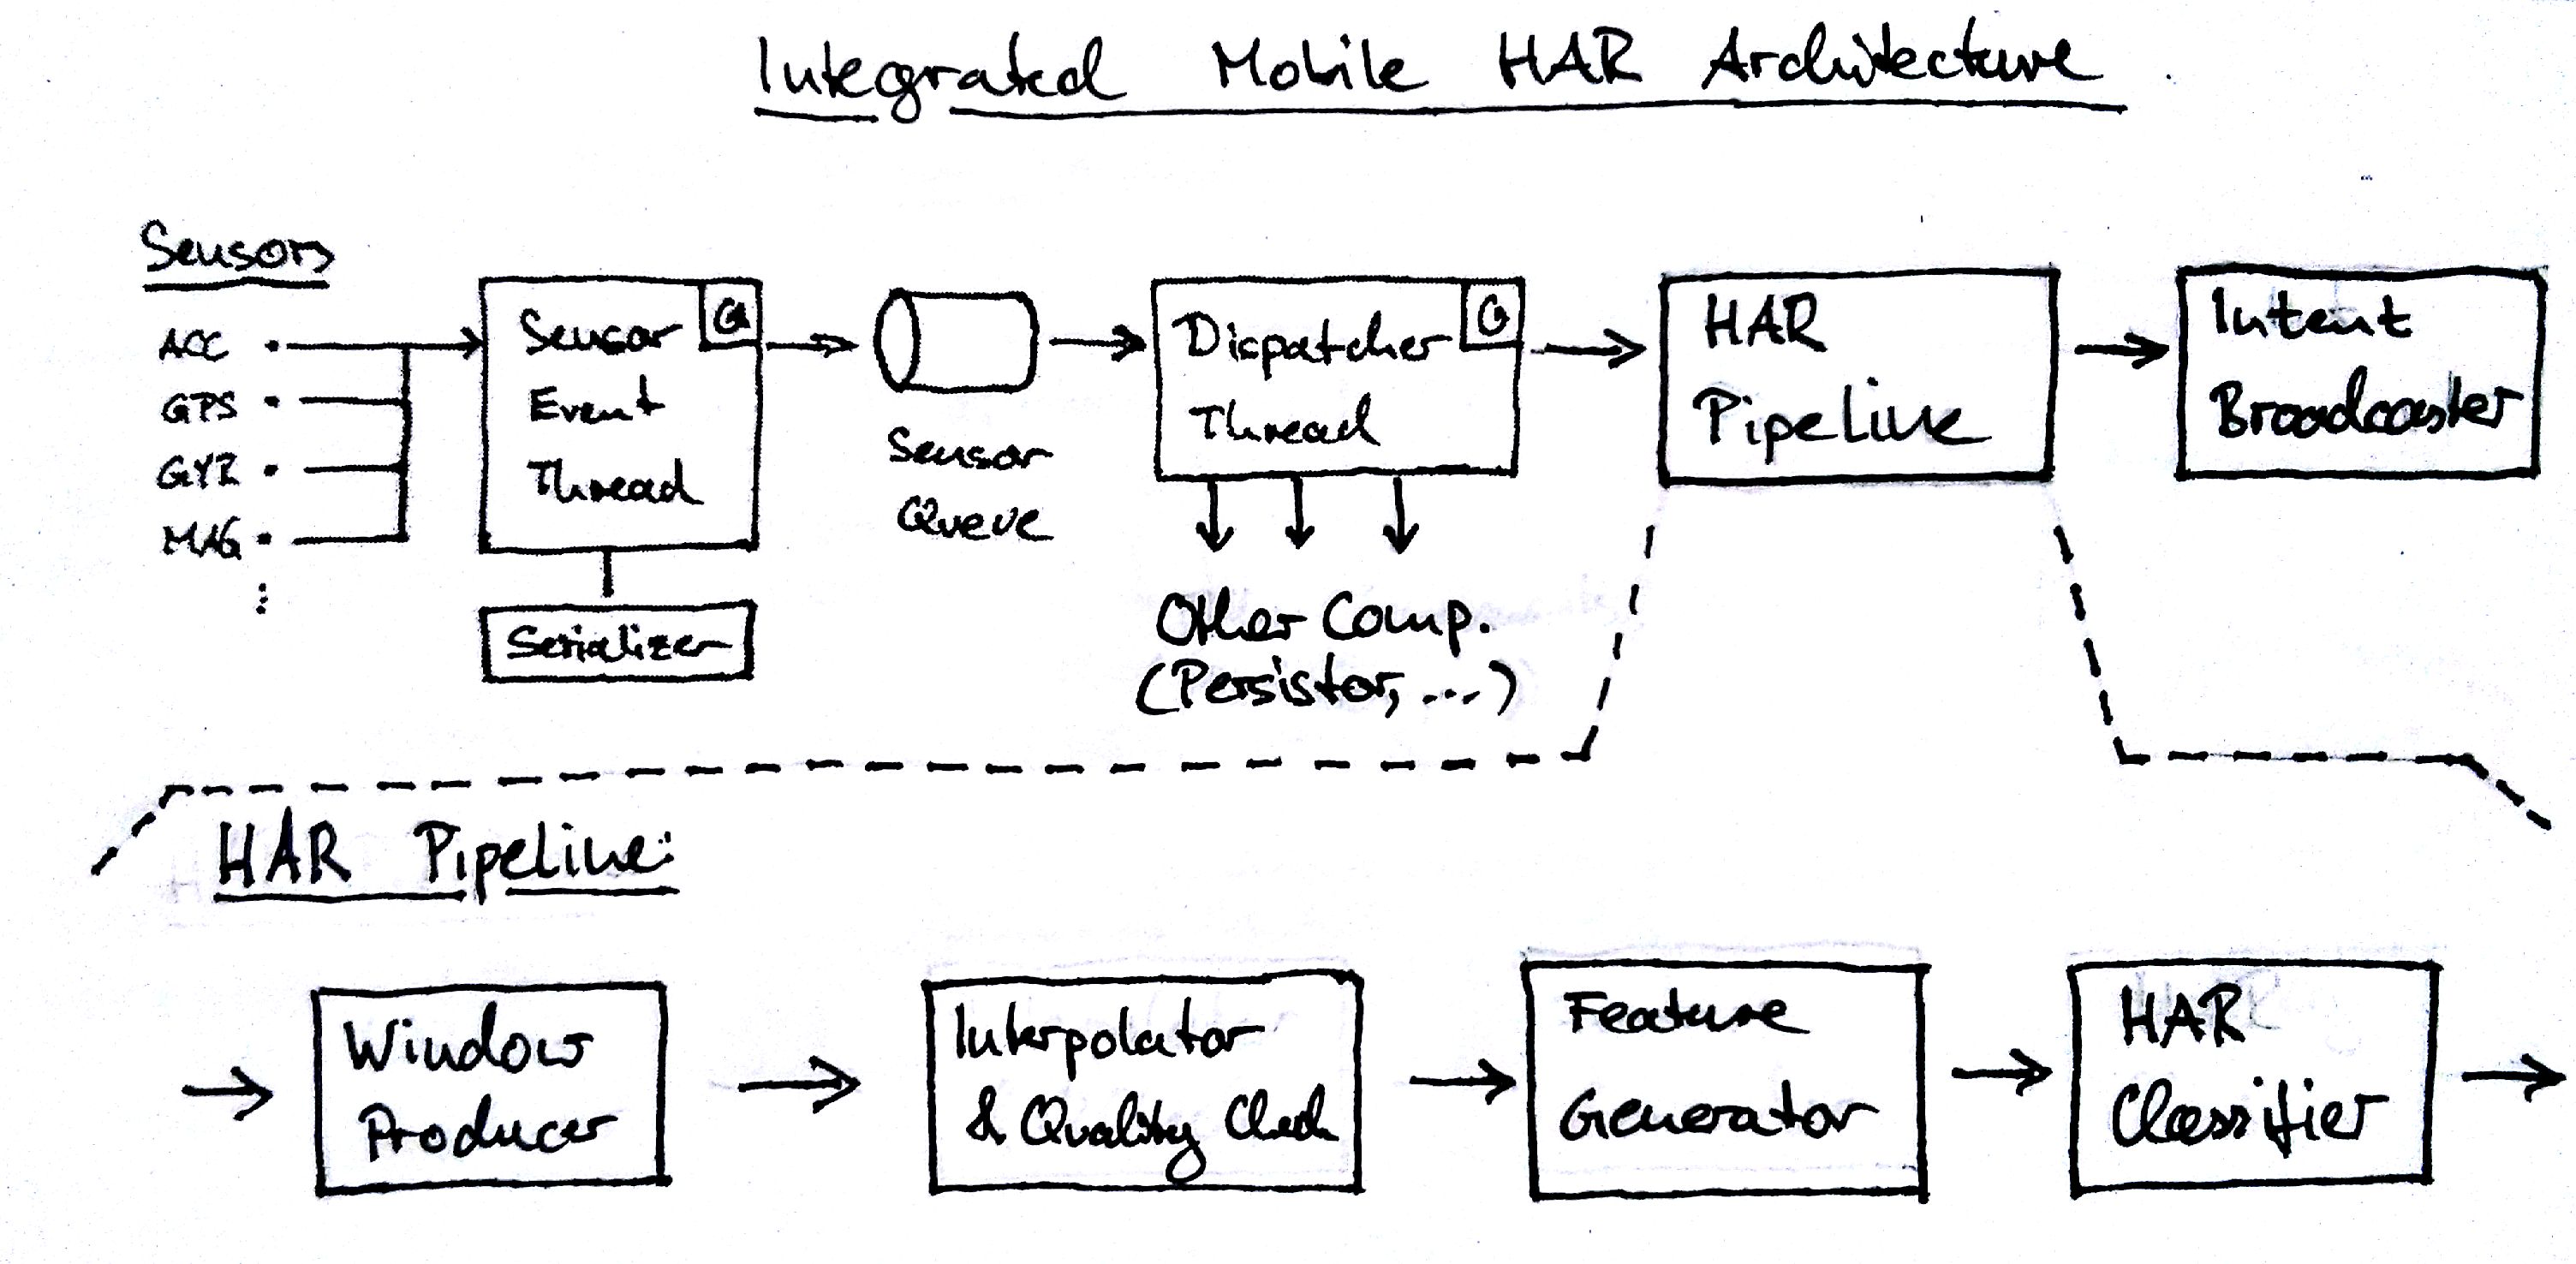 Integrated Mobile HAR Architecture
Sensors
ACC
GPS
GYR
MAG
⋮
Sensor
Event
Thread
Serializer
Sensor
Queue
Dispatcher
Thread
Other Comp.
(Persistor, ...)
HAR
Pipeline
Intent
Broadcaster
HAR Pipeline:
Window
Producer
Interpolator
& Quality Check
Feature
Generator
HAR
Classifier